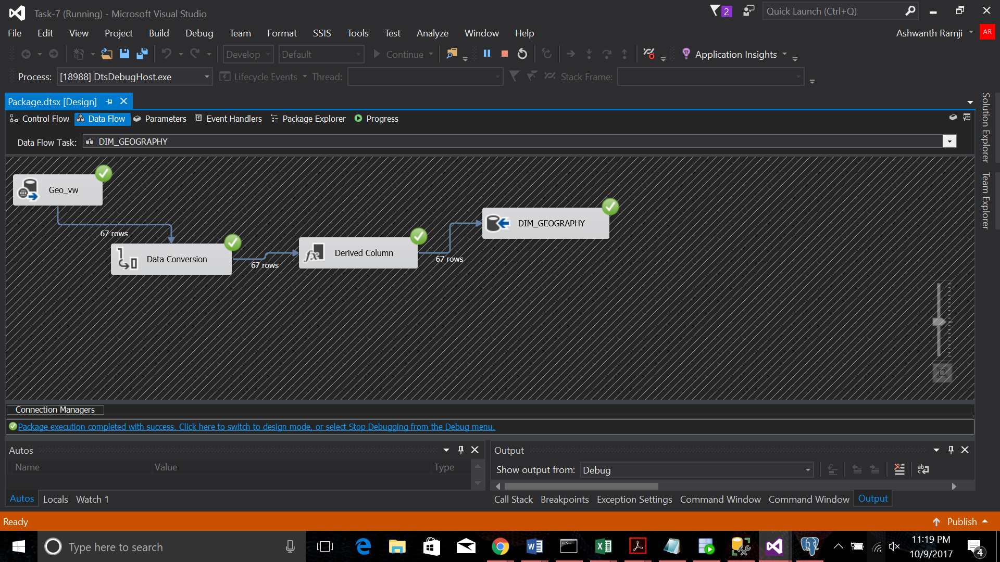 Task-7 (Running) - Microsoft Visual Studio
2
Quick Launch (Ctrl+Q)
File Edit View Project Build Debug Team Format SSIS Tools Test Analyze Window Help
Ashwanth Ramji AR
Develop Default Continue Application Insights
Process: [18988] DtsDebugHost.exe Lifecycle Events Thread: Stack Frame:
Package.dtsx [Design]
Control Flow Data Flow Parameters Event Handlers Package Explorer Progress
Data Flow Task: DIM_GEOGRAPHY
Solution Explorer
Team Explorer
Geo_vw
67 rows
Data Conversion
67 rows
fx Derived Column
67 rows
DIM_GEOGRAPHY
Connection Managers
Package execution completed with success. Click here to switch to design mode, or select Stop Debugging from the Debug menu.
Autos
Name Value Type
Autos Locals Watch 1
Output
Show output from: Debug
Call Stack Breakpoints Exception Settings Command Window Command Window Output
Ready
Publish
Type here to search
11:19 PM
10/9/2017
4